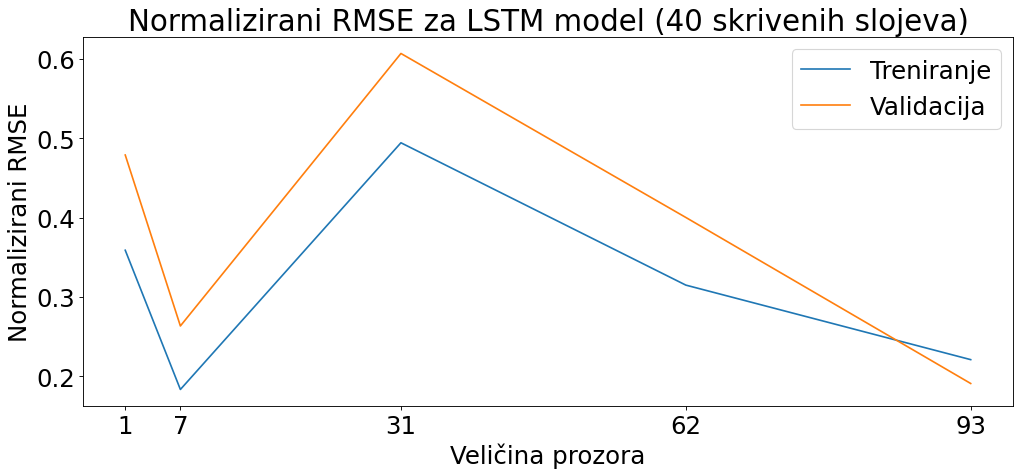 Normalizirani RMSE za LSTM model (40 skrivenih slojeva)
Treniranje
Validacija
Normalizirani RMSE
0.6
0.5
0.4
0.3
0.2
1 7 31 62 93
Veličina prozora